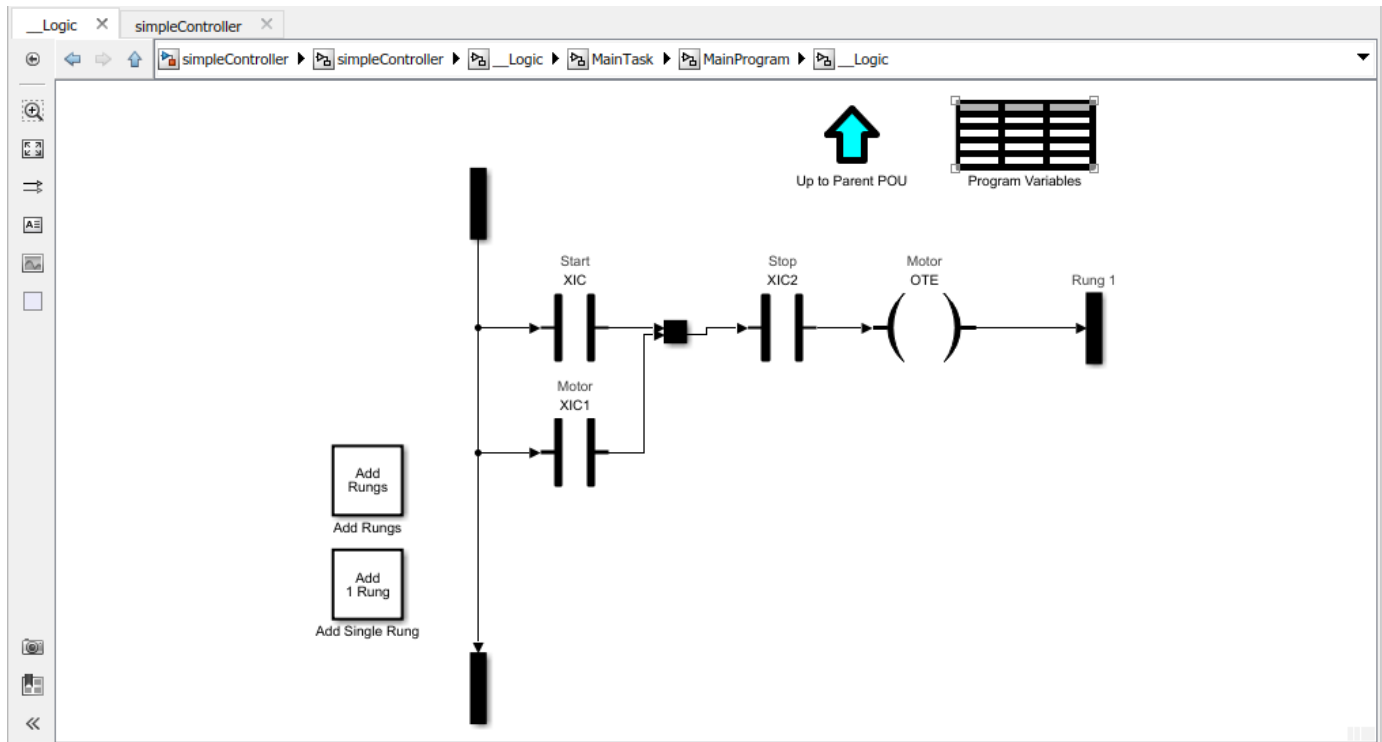 __Logic
simpleController
simpleController simpleController __Logic MainTask MainProgram __Logic
Up to Parent POU
Program Variables
Start
XIC
Stop
XIC2
Motor
OTE
Rung 1
Motor
XIC1
Add
Rungs
Add Rungs
Add
1 Rung
Add Single Rung